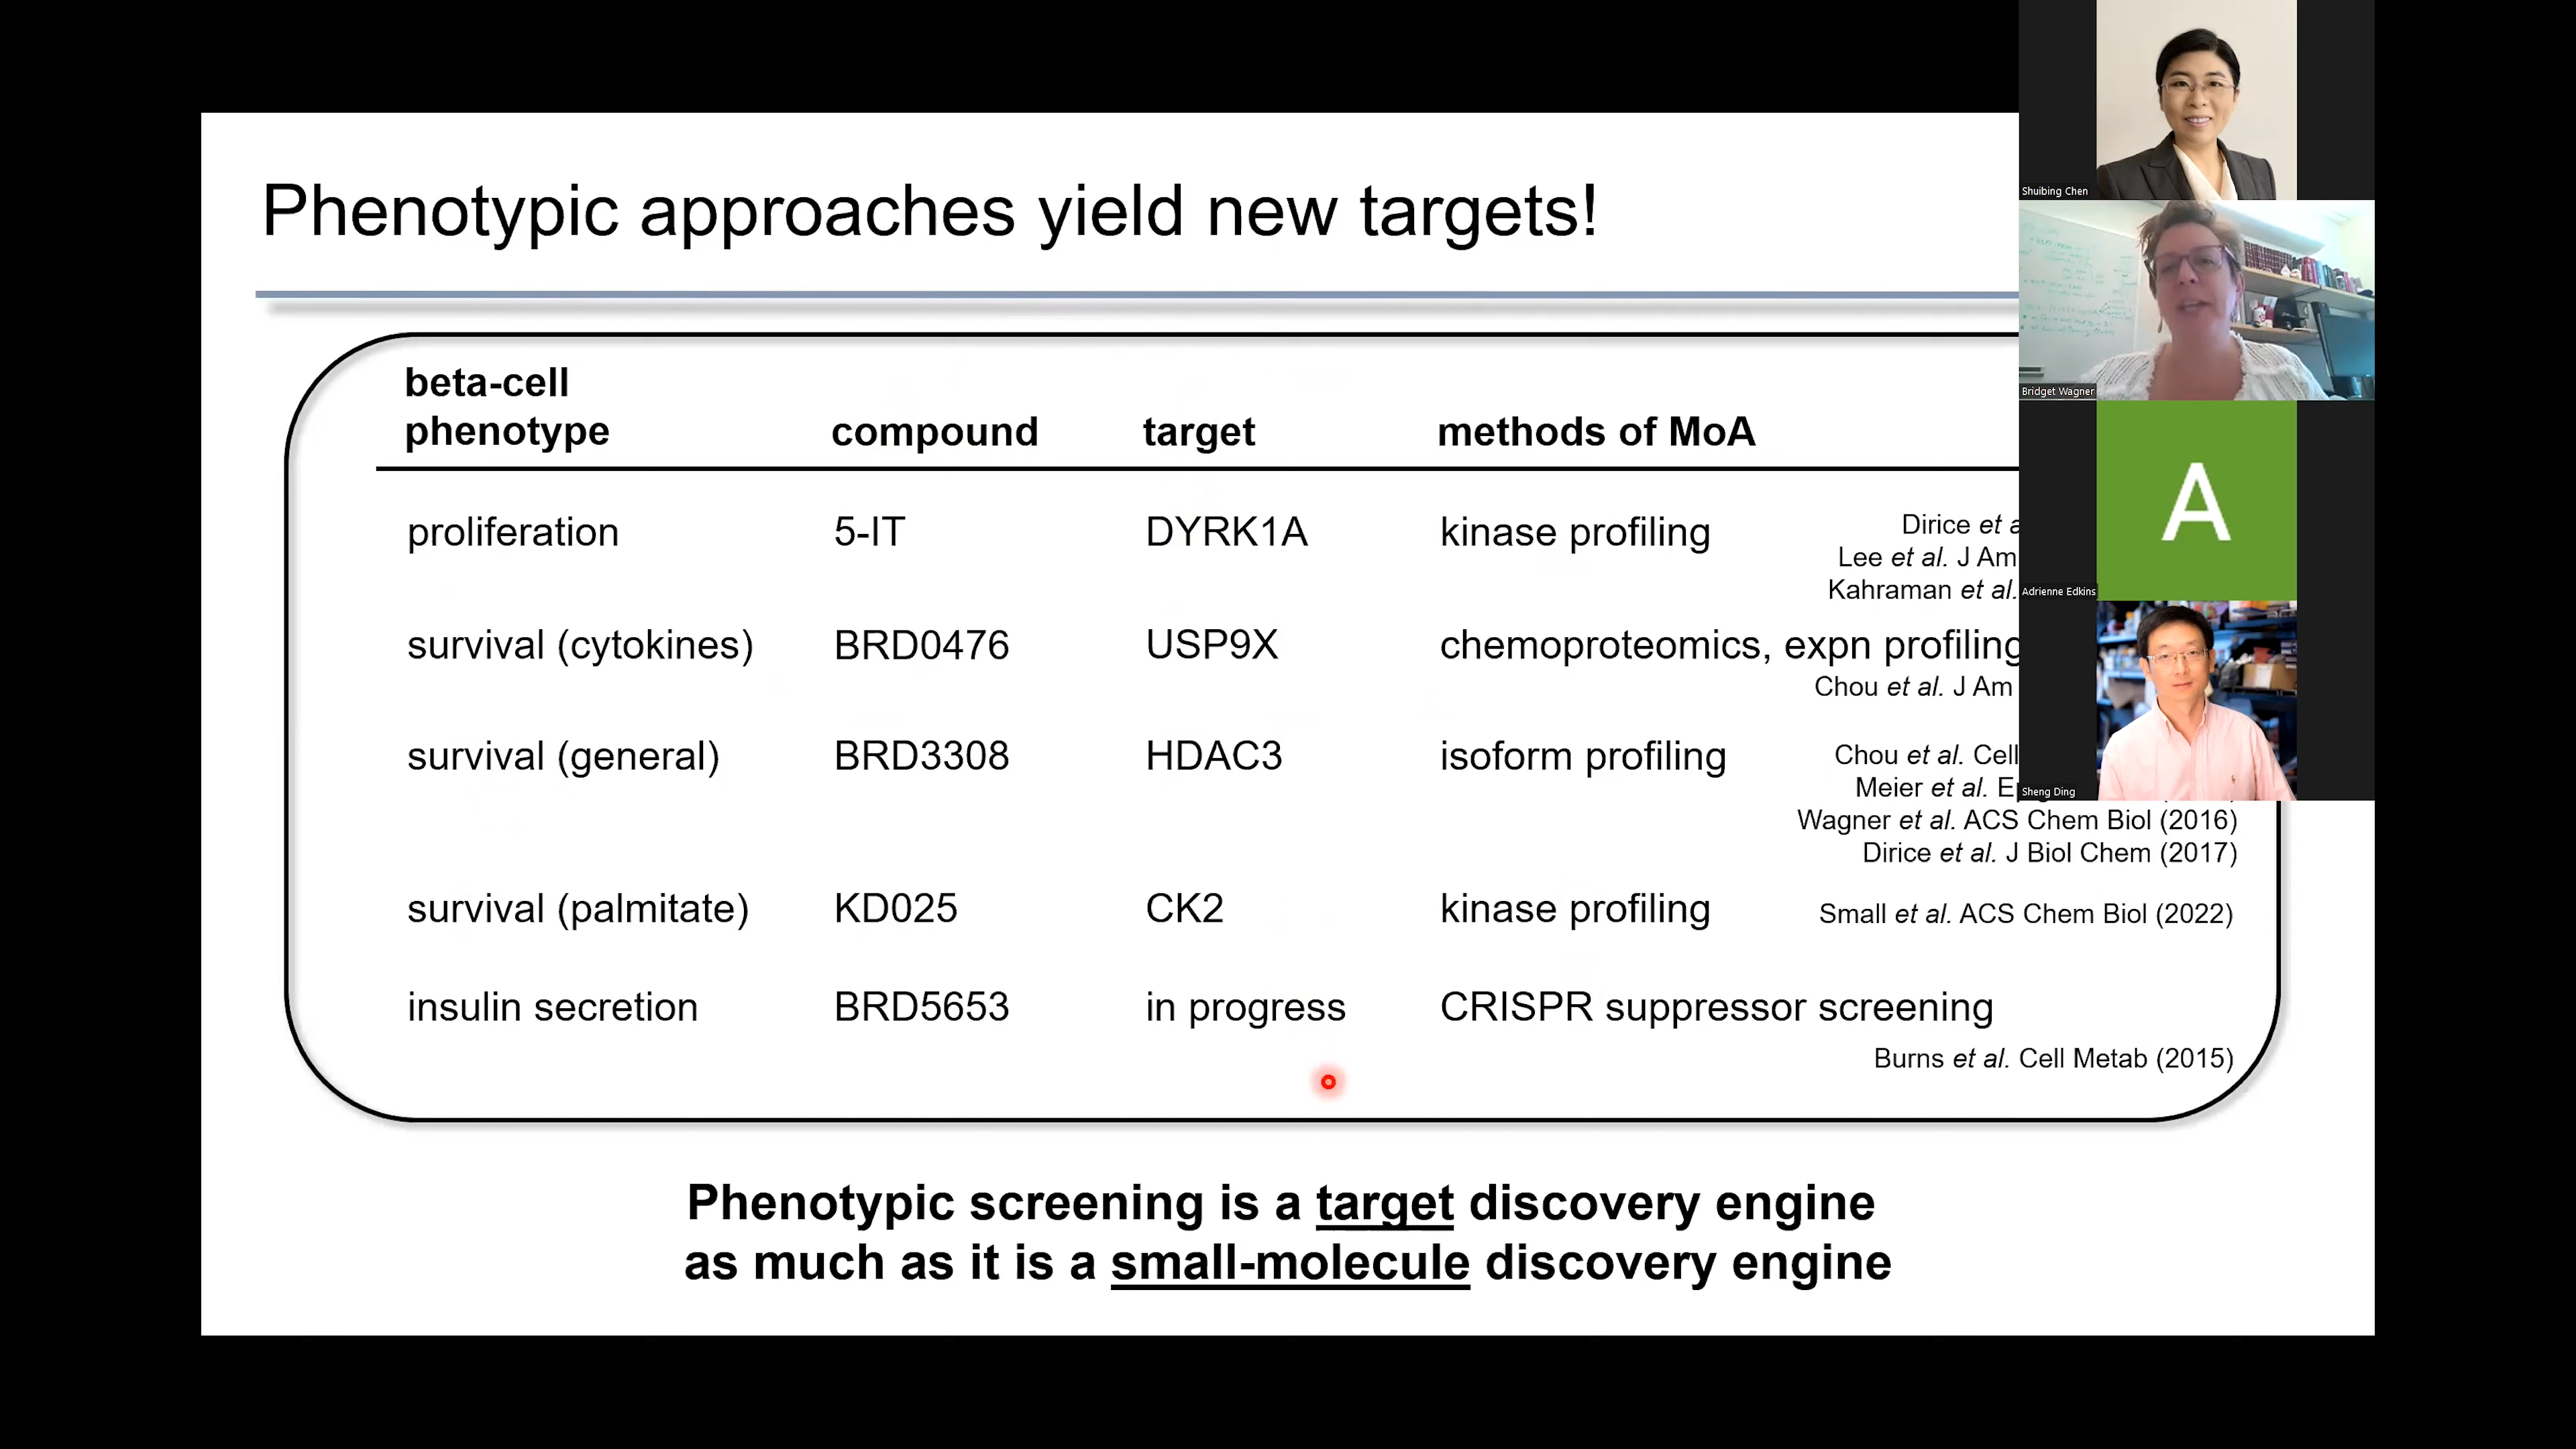 Phenotypic approaches yield new targets!
beta-cell
phenotype compound target methods of MoA
proliferation 5-IT DYRK1A kinase profiling
Dirice et
Lee et al. J Am
Kahraman et al.
survival (cytokines) BRD0476 USP9X chemoproteomics, expn profiling
Chou et al. J Am
survival (general) BRD3308 HDAC3 isoform profiling
Chou et al. Cell
Meier et al.
Wagner et al. ACS Chem Biol (2016)
Dirice et al. J Biol Chem (2017)
survival (palmitate) KD025 CK2 kinase profiling Small et al. ACS Chem Biol (2022)
insulin secretion BRD5653 in progress CRISPR suppressor screening
Burns et al. Cell Metab (2015)
Phenotypic screening is a target discovery engine
as much as it is a small-molecule discovery engine
Shuibing Chen
Bridget Wagner
A
Adrienne Edkins
Sheng Ding